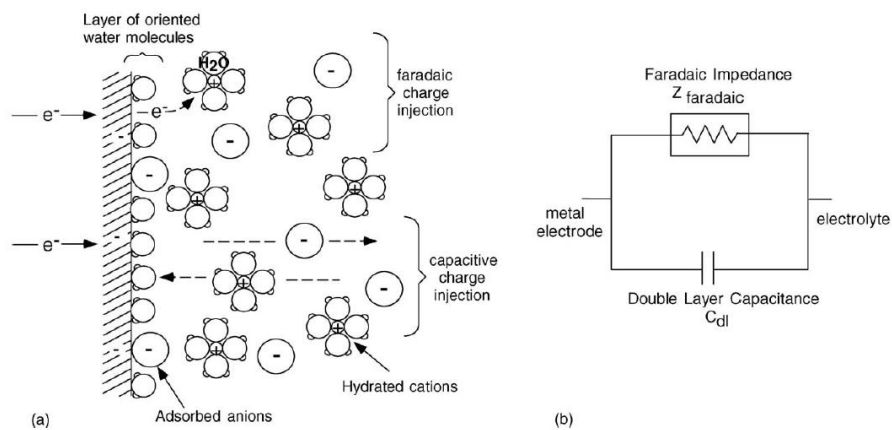 Layer of oriented
water molecules
H₂O
-
faradaic
charge
injection
e⁻
e⁻
-
+
-
+
-
+
+
e⁻
-
-
capacitive
charge
injection
+
-
-
+
+
-
-
Hydrated cations
Adsorbed anions
(a)
Faradaic Impedance
Z faradaic
metal
electrode
electrolyte
Double Layer Capacitance
C dl
(b)